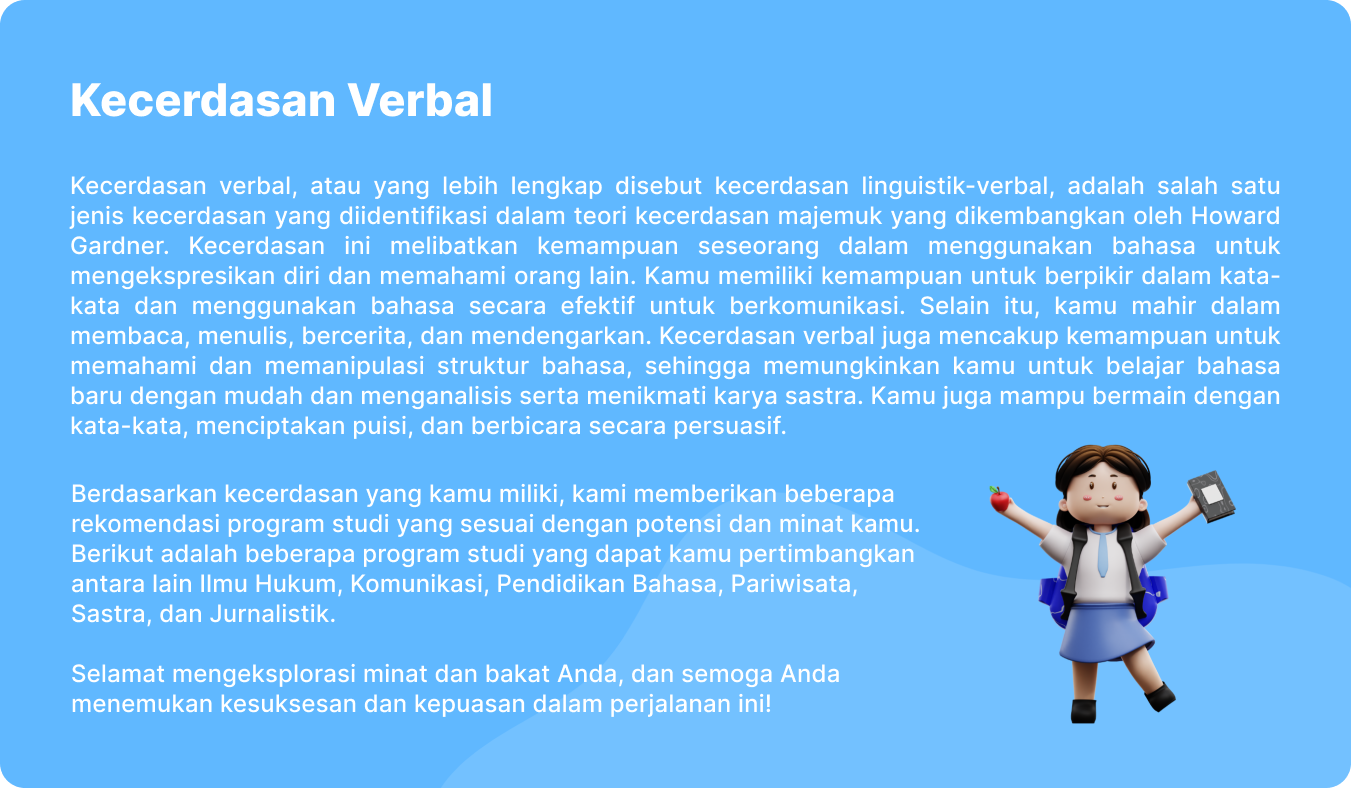 Kecerdasan Verbal
Kecerdasan verbal, atau yang lebih lengkap disebut kecerdasan linguistik-verbal, adalah salah satu
jenis kecerdasan yang diidentifikasi dalam teori kecerdasan majemuk yang dikembangkan oleh Howard
Gardner. Kecerdasan ini melibatkan kemampuan seseorang dalam menggunakan bahasa untuk
mengekspresikan diri dan memahami orang lain. Kamu memiliki kemampuan untuk berpikir dalam kata-
kata dan menggunakan bahasa secara efektif untuk berkomunikasi. Selain itu, kamu mahir dalam
membaca, menulis, bercerita, dan mendengarkan. Kecerdasan verbal juga mencakup kemampuan untuk
memahami dan memanipulasi struktur bahasa, sehingga memungkinkan kamu untuk belajar bahasa
baru dengan mudah dan menganalisis serta menikmati karya sastra. Kamu juga mampu bermain dengan
kata-kata, menciptakan puisi, dan berbicara secara persuasif.
Berdasarkan kecerdasan yang kamu miliki, kami memberikan beberapa
rekomendasi program studi yang sesuai dengan potensi dan minat kamu.
Berikut adalah beberapa program studi yang dapat kamu pertimbangkan
antara lain Ilmu Hukum, Komunikasi, Pendidikan Bahasa, Pariwisata,
Sastra, dan Jurnalistik.
Selamat mengeksplorasi minat dan bakat Anda, dan semoga Anda
menemukan kesuksesan dan kepuasan dalam perjalanan ini!